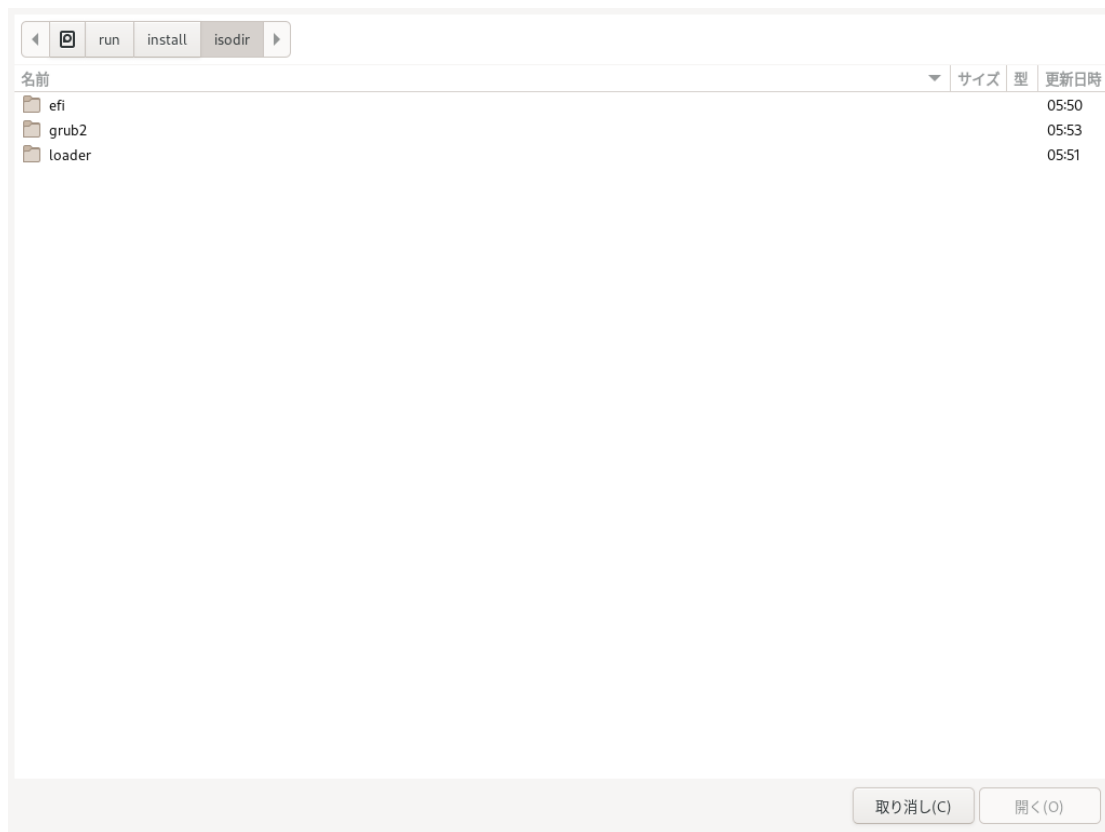 run install isodir
名前 サイズ 型 更新日時
efi 05:50
grub2 05:53
loader 05:51
取り消し(C) 開く(O)